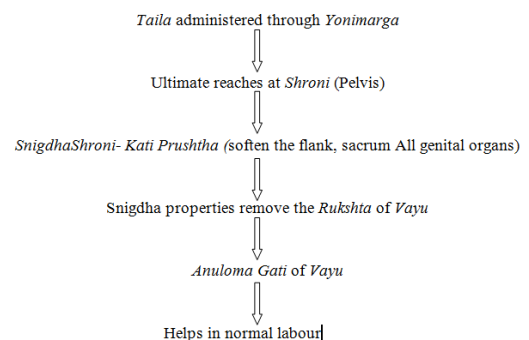 Taila administered through Yonimarga
Ultimate reaches at Shroni (Pelvis)
SnigdhaShroni- Kati Prushtha (soften the flank, sacrum All genital organs)
Snigdha properties remove the Rukshta of Vayu
Anuloma Gati of Vayu
Helps in normal labour